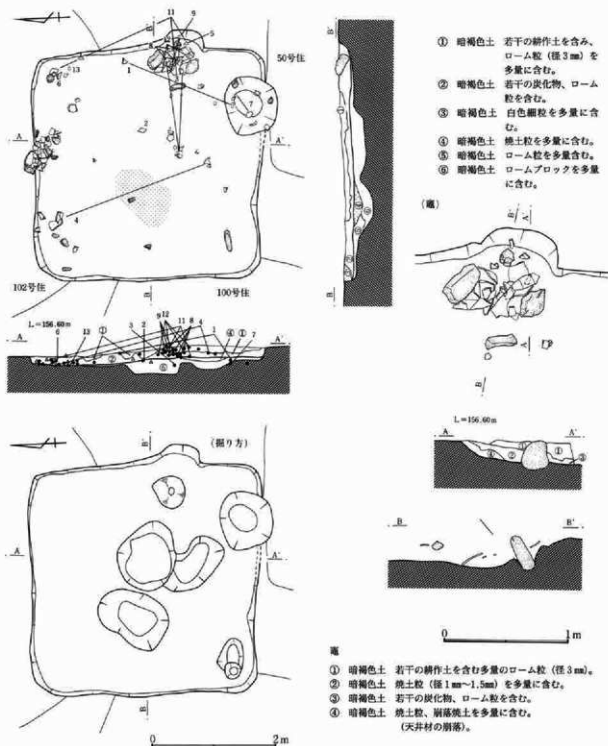 11
B
9
8
5
50号住
13
1
7
2
A
A'
4
102号住
100号住
B
L=156.60m
9 12
6
13
①
3
2
11
8
4
1
④
①
7
A
A'
②
⑥
(掘り方)
B
A
A'
B
0
2m
B'
B
① 暗褐色土 若干の耕作土を含み、
ローム粒(径3㎜)を
多量に含む。
② 暗褐色土 若干の炭化物、ローム
粒を含む。
③ 暗褐色土 白色細粒を多量に含
む。
④ 暗褐色土 焼土粒を多量に含む。
⑤ 暗褐色土 ローム粒を多量含む。
⑥ 暗褐色土 ロームブロックを多量
に含む。
(竈)
B'
A'
A
B
L=156.60m
A
A'
①
②
①
④
③
B
B'
0
1m
竈
① 暗褐色土 若干の耕作土を含む多量のローム粒(径3㎜)。
② 暗褐色土 焼土粒(径1㎜~1.5㎜)を多量に含む。
③ 暗褐色土 若干の炭化物、ローム粒を含む。
④ 暗褐色土 焼土粒、崩落焼土を多量に含む。
(天井材の崩落)。